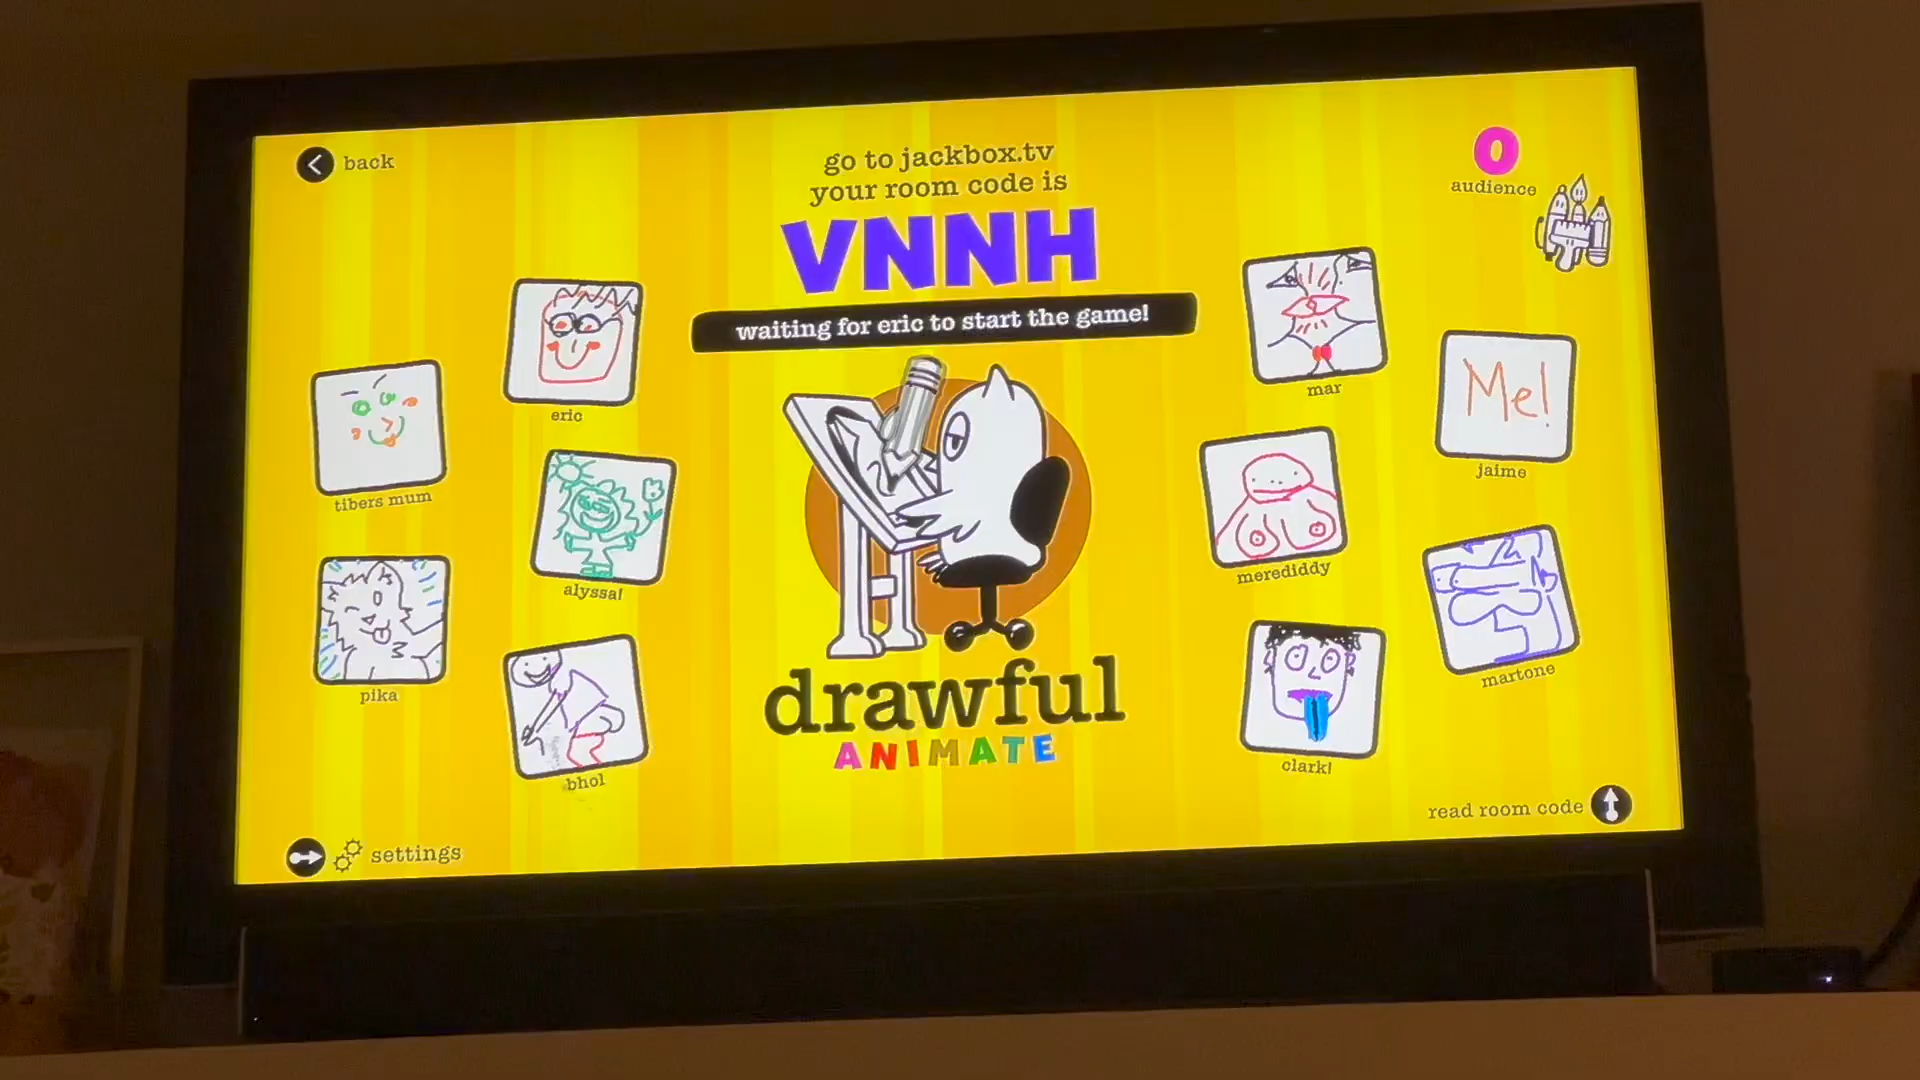 back
go to jackbox.tv
your room code is
VNNH
waiting for eric to start the game!
0
audience
eric
tibers mum
alyssa!
pika
bhol
mar
Me!
jaime
merediddy
martone
clark!
drawful
ANIMATE
settings
read room code